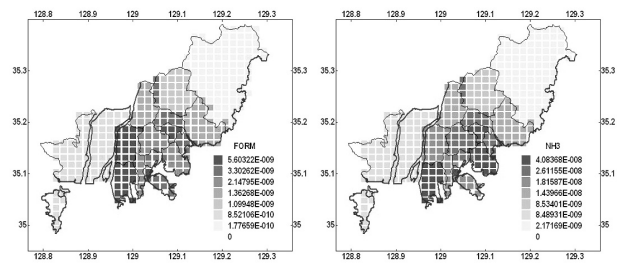 128.8 128.9 129 129.1 129.2 129.3
35.3 35.3
35.2 35.2
35.1 35.1
35 35
FORM
5.60322E-009
3.30262E-009
2.14795E-009
1.36268E-009
1.09948E-009
8.52106E-010
1.77659E-010
0
128.8 128.9 129 129.1 129.2 129.3
128.8 128.9 129 129.1 129.2 129.3
35.3 35.3
35.2 35.2
35.1 35.1
35 35
NH3
4.08368E-008
2.61155E-008
1.81587E-008
1.43966E-008
8.53401E-009
8.48931E-009
2.17169E-009
0
128.8 128.9 129 129.1 129.2 129.3